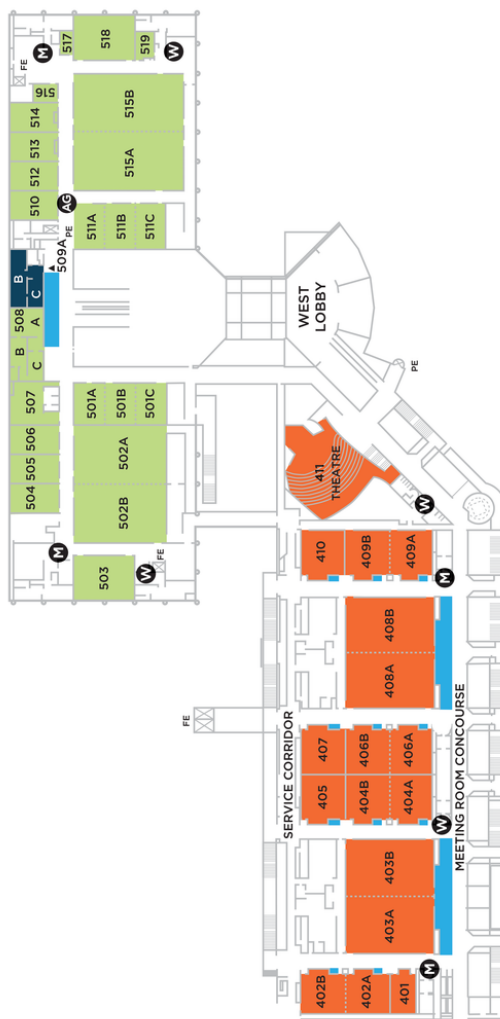 517
518
519
M
W
FE
516
515B
514
513
515A
512
510
AG
511A
511B
511C
PE
509A
B
C
508
A
B
C
WEST
LOBBY
PE
507
501A
501B
501C
506
502A
505
504
502B
411
THEATRE
W
M
FE
W
503
410
409B
409A
M
408B
408A
FE
SERVICE CORRIDOR
MEETING ROOM CONCOURSE
407
406B
406A
405
404B
404A
W
403B
403A
M
402B
402A
401